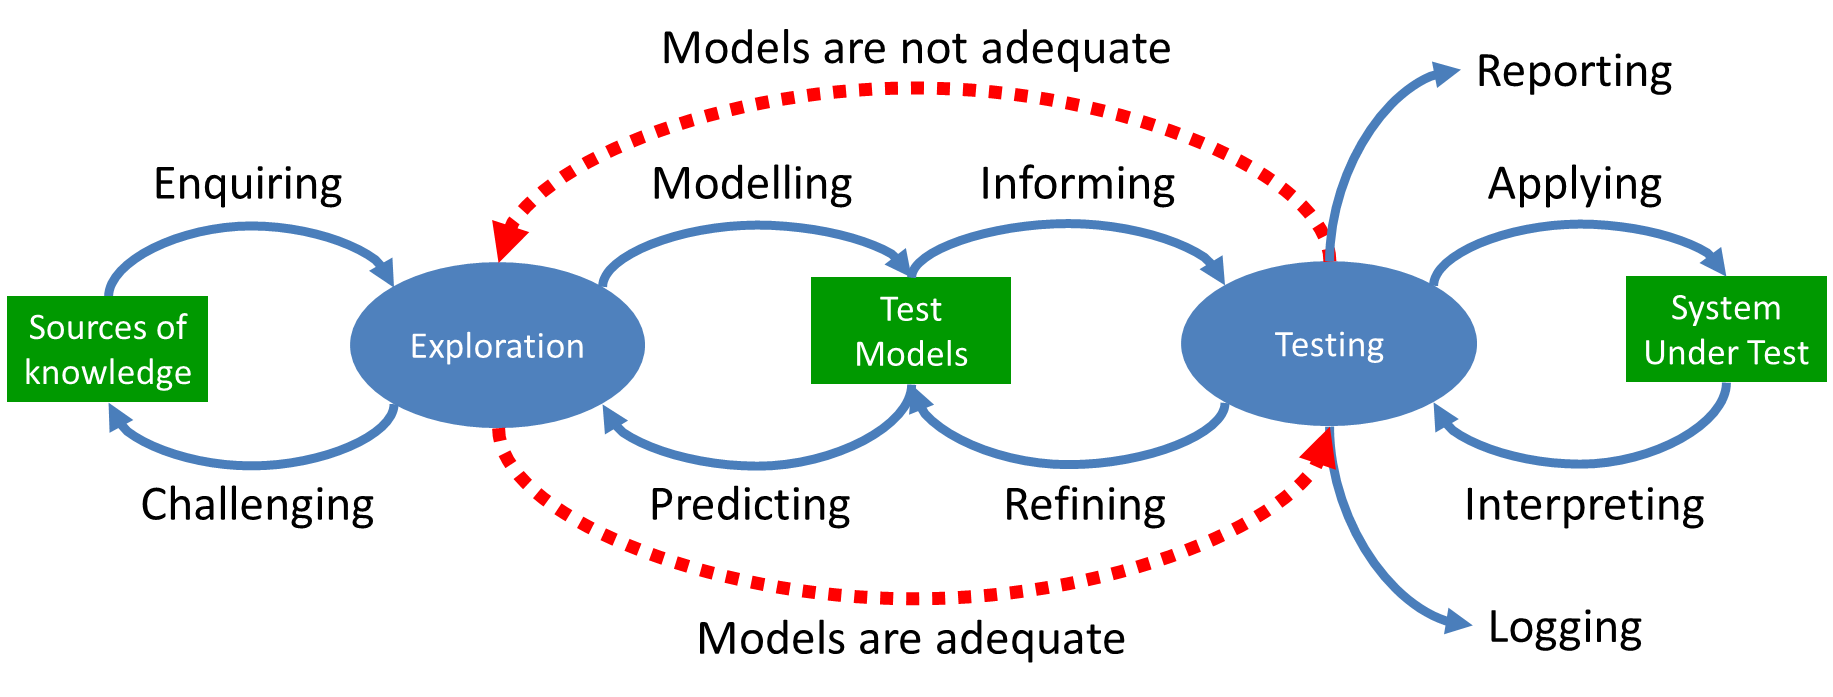 Models are not adequate
Reporting
Enquiring
Modelling
Informing
Applying
Sources of
knowledge
Exploration
Test
Models
Testing
System
Under Test
Challenging
Predicting
Refining
Interpreting
Models are adequate
Logging